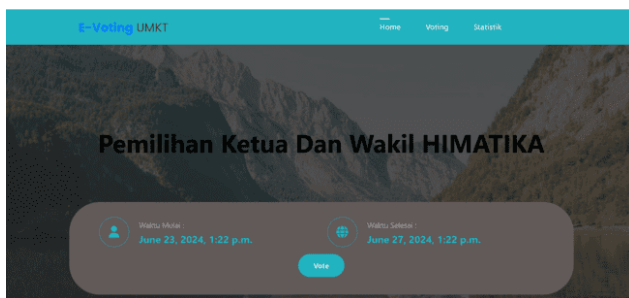 E-Voting UMKT
Home Voting Statistik
Pemilihan Ketua Dan Wakil HIMATIKA
Waktu Mulai :
June 23, 2024, 1:22 p.m.
Waktu Selesai :
June 27, 2024, 1:22 p.m.
Vote